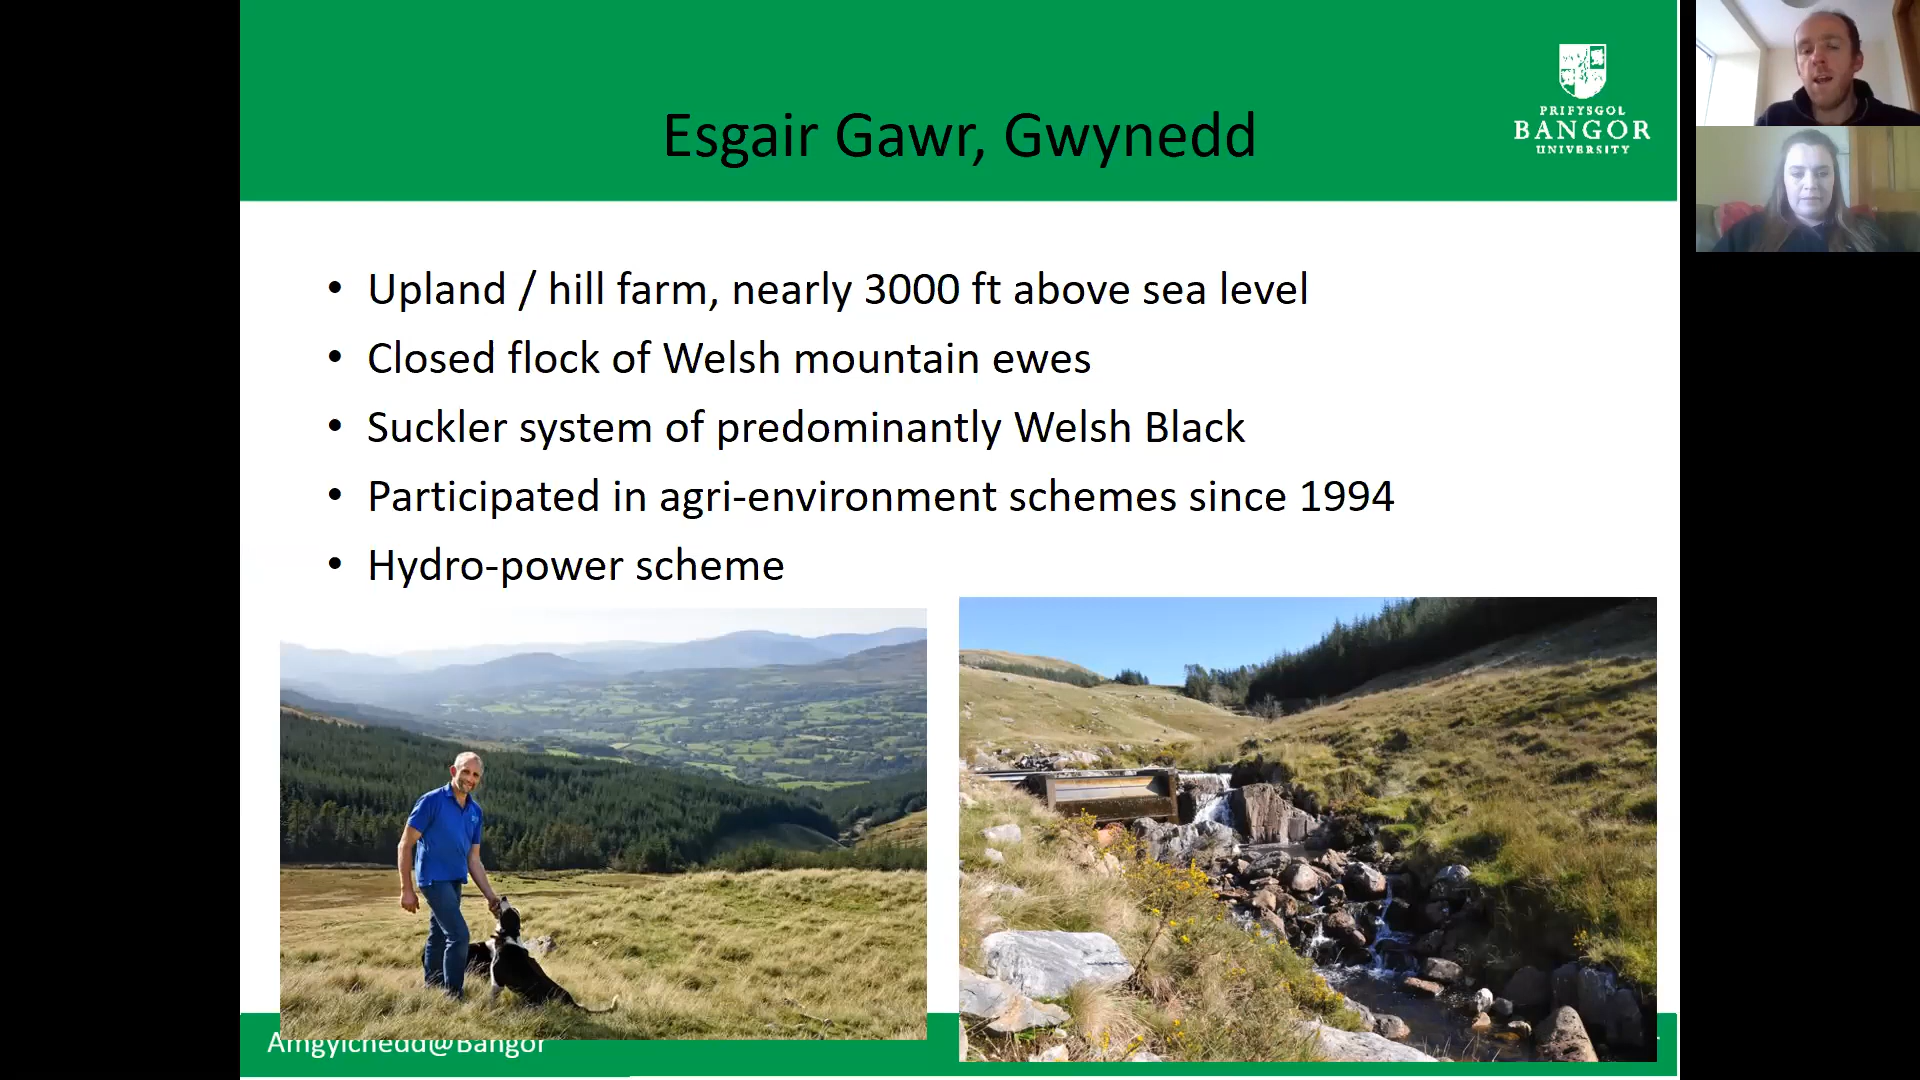 Esgair Gawr, Gwynedd
PRIFYSGOL
BANGOR
UNIVERSITY
• Upland / hill farm, nearly 3000 ft above sea level
• Closed flock of Welsh mountain ewes
• Suckler system of predominantly Welsh Black
• Participated in agri-environment schemes since 1994
• Hydro-power scheme
Amgylchedd@Bangor